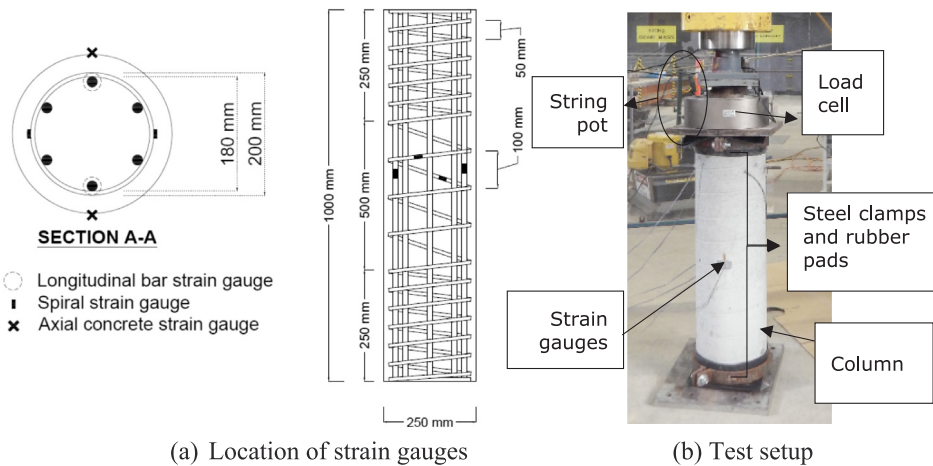 180 mm
200 mm
SECTION A-A
Longitudinal bar strain gauge
Spiral strain gauge
Axial concrete strain gauge
1000 mm
250 mm
500 mm
250 mm
50 mm
100 mm
250 mm
(a) Location of strain gauges
String
pot
Load
cell
Steel clamps
and rubber
pads
Strain
gauges
Column
(b) Test setup